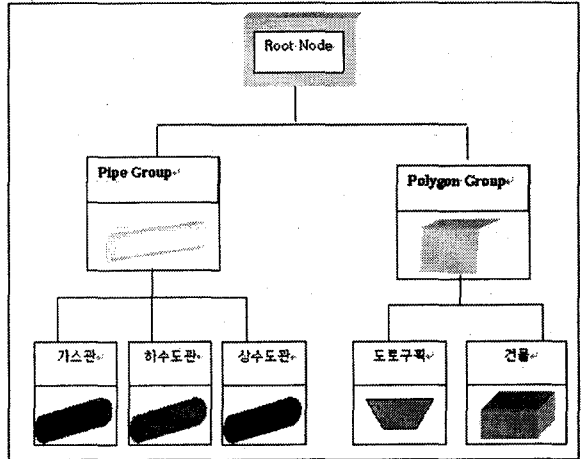 Root Node
Pipe Group
Polygon Group
가스관
하수도관
상수도관
도로구획
건물